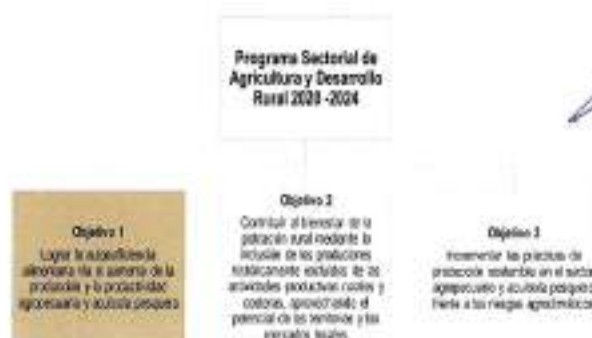 Programa Sectorial de
Agricultura y Desarrollo
Rural 2020 -2024
Objetivo 1
Lograr la autosuficiencia
alimentaria vía el aumento de la
producción y la productividad
agropecuaria y acuícola pesquera
Objetivo 2
Contribuir al bienestar de la
población rural mediante la
inclusión de los productores
históricamente excluidos de las
actividades productivas rurales y
costeras, aprovechando el
potencial de los territorios y los
mercados locales
Objetivo 3
Incrementar las prácticas de
producción sostenible en el sector
agropecuario y acuícola pesquero
frente a los riesgos agroclimáticos